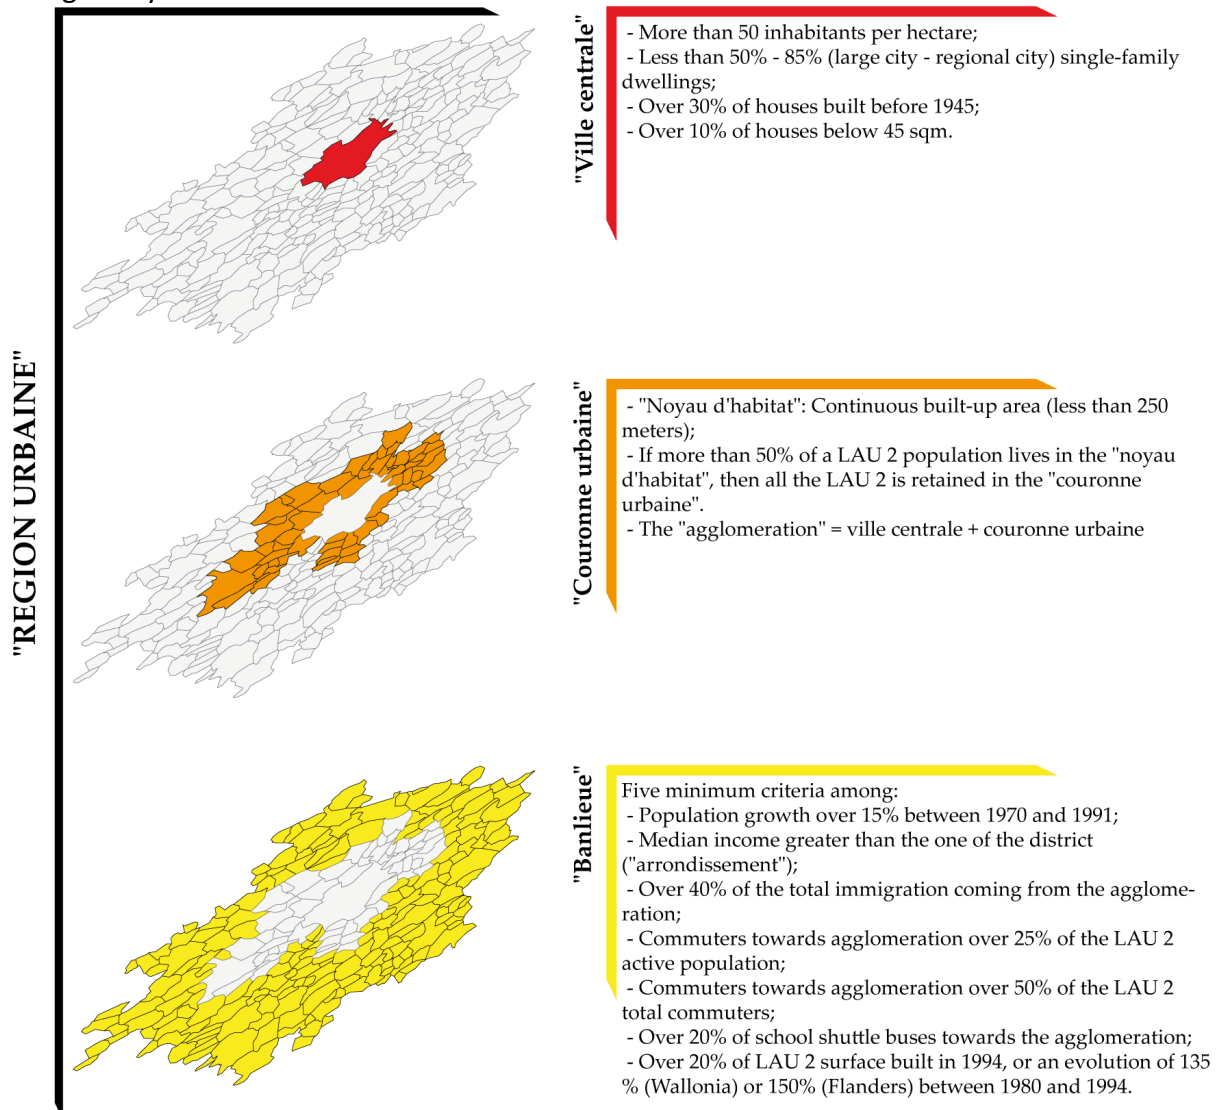 "REGION URBAINE"
"Ville centrale"
- More than 50 inhabitants per hectare;
- Less than 50% - 85% (large city - regional city) single-family
dwellings;
- Over 30% of houses built before 1945;
- Over 10% of houses below 45 sqm.
"Couronne urbaine"
- "Noyau d'habitat": Continuous built-up area (less than 250
meters);
- If more than 50% of a LAU 2 population lives in the "noyau
d'habitat", then all the LAU 2 is retained in the "couronne
urbaine".
- The "agglomeration" = ville centrale + couronne urbaine
"Banlieue"
Five minimum criteria among:
- Population growth over 15% between 1970 and 1991;
- Median income greater than the one of the district
("arrondissement");
- Over 40% of the total immigration coming from the agglome-
ration;
- Commuters towards agglomeration over 25% of the LAU 2
active population;
- Commuters towards agglomeration over 50% of the LAU 2
total commuters;
- Over 20% of school shuttle buses towards the agglomeration;
- Over 20% of LAU 2 surface built in 1994, or an evolution of 135
% (Wallonia) or 150% (Flanders) between 1980 and 1994.